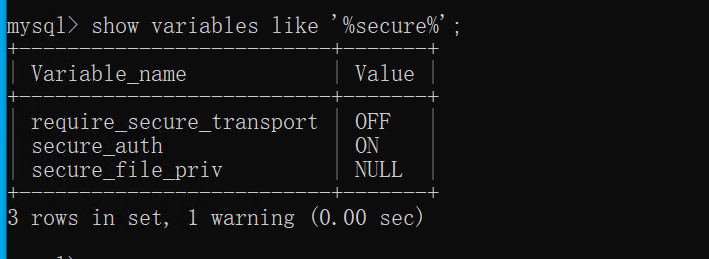 mysql> show variables like '%secure%';
+--------------------------+-------+
| Variable_name | Value |
+--------------------------+-------+
| require_secure_transport | OFF |
| secure_auth | ON |
| secure_file_priv | NULL |
+--------------------------+-------+
3 rows in set, 1 warning (0.00 sec)